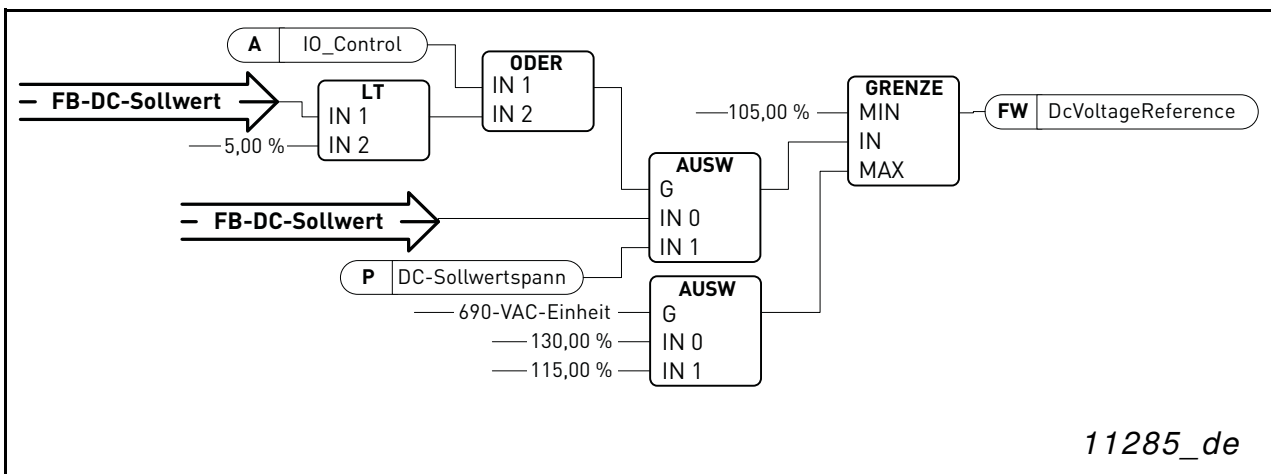 A IO_Control
FB-DC-Sollwert
5,00 %
LT
IN 1
IN 2
ODER
IN 1
IN 2
FB-DC-Sollwert
P DC-Sollwertspann
AUSW
G
IN 0
IN 1
690-VAC-Einheit
130,00 %
115,00 %
AUSW
G
IN 0
IN 1
105,00 %
GRENZE
MIN
IN
MAX
FW DcVoltageReference
11285_de